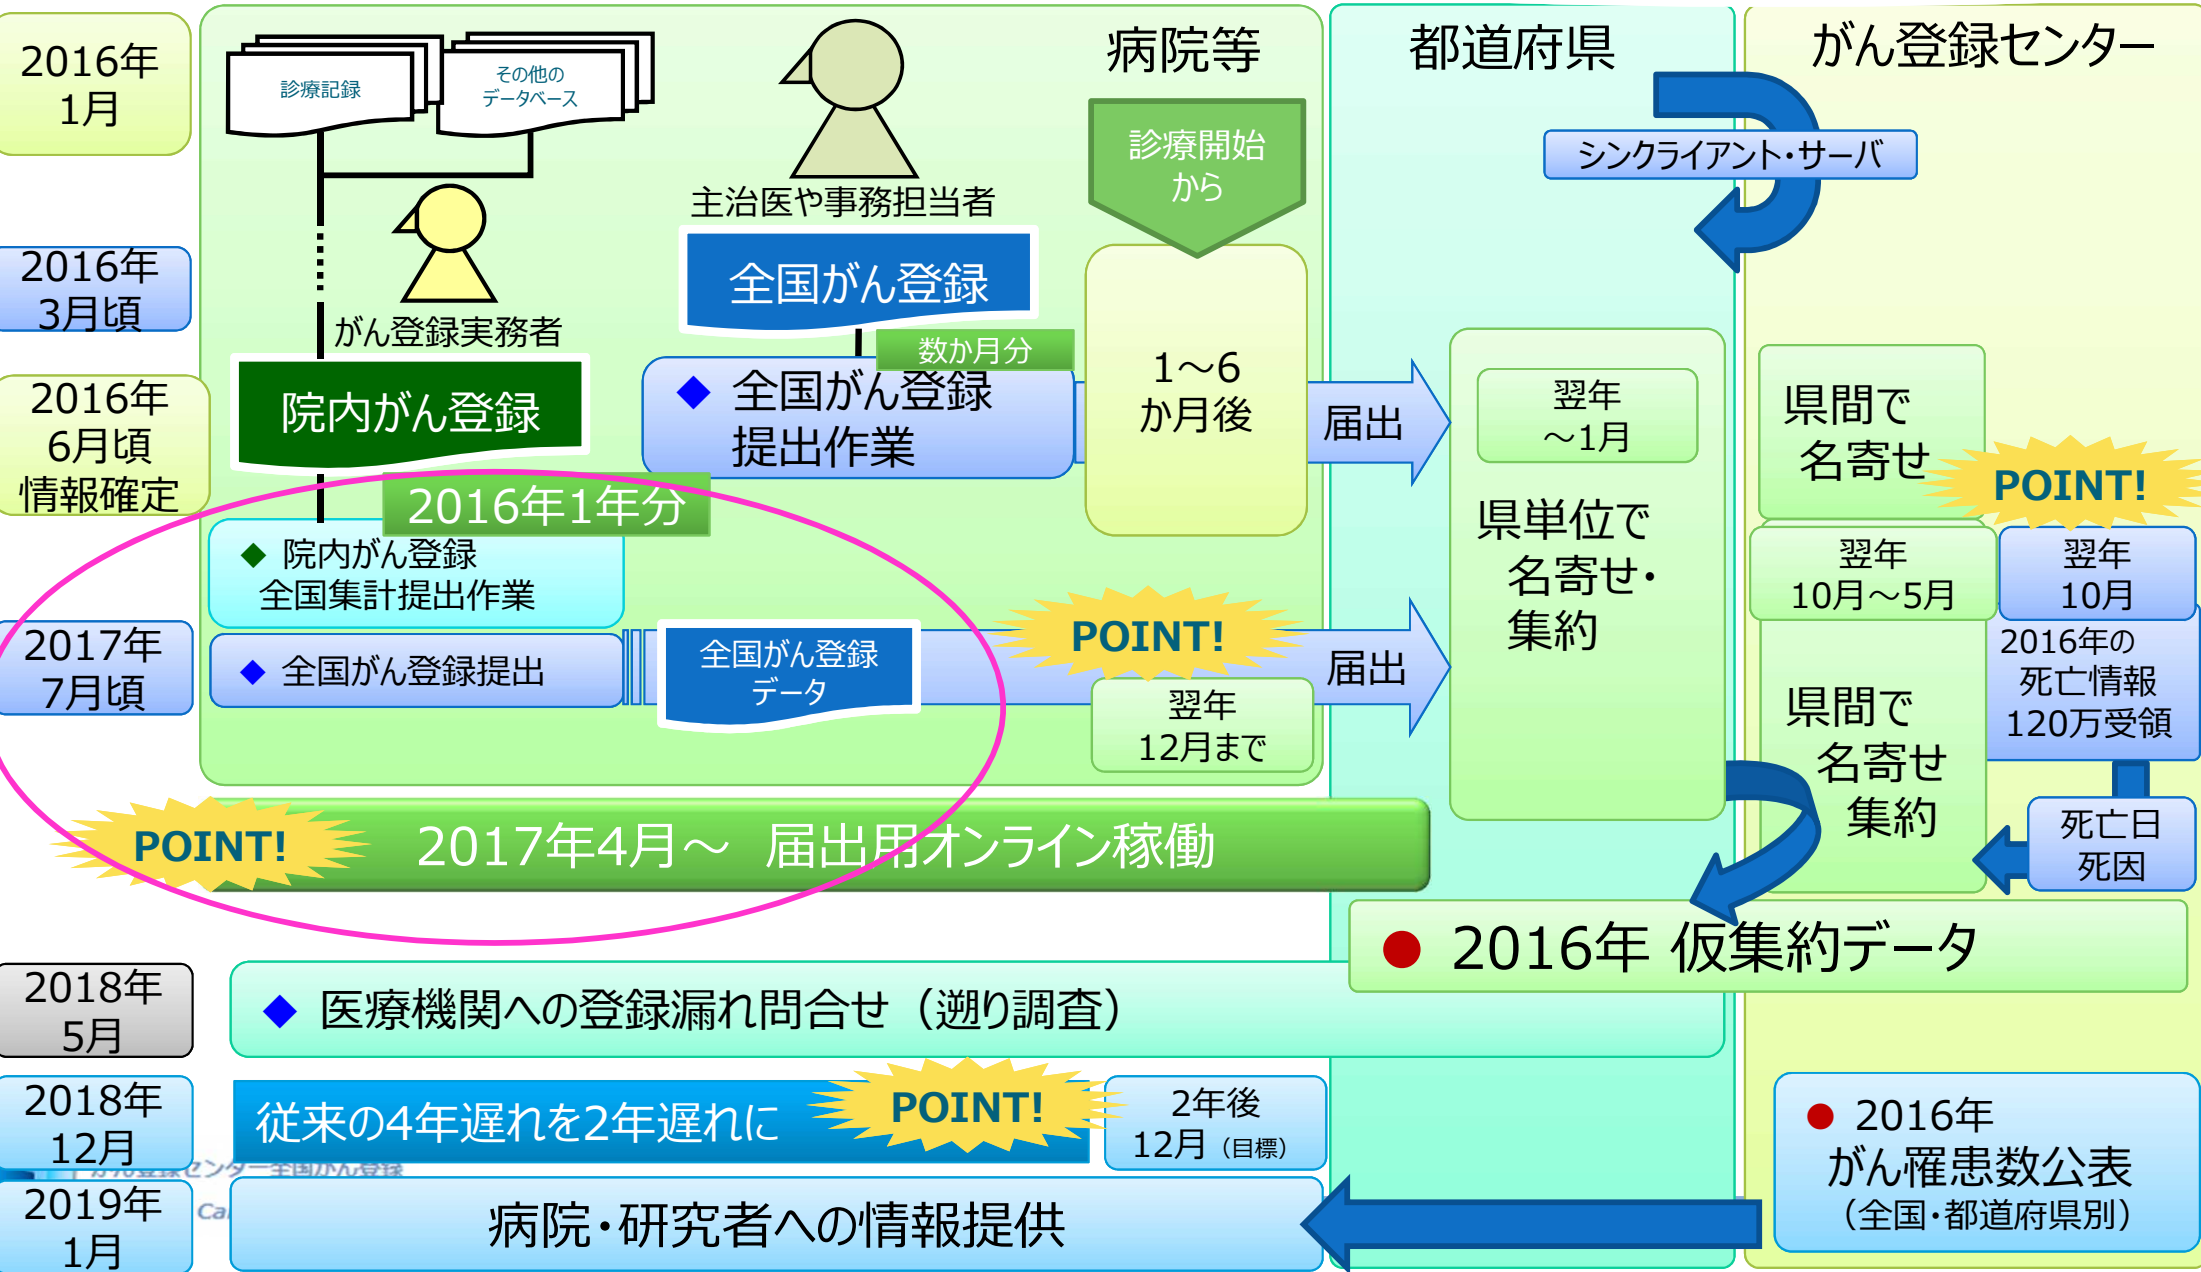 2016年
1月
2016年
3月頃
2016年
6月頃
情報確定
2017年
7月頃
2018年
5月
2018年
12月
2019年
1月
診療記録
その他の
データベース
病院等
診療開始
から
主治医や事務担当者
全国がん登録
数か月分
がん登録実務者
院内がん登録
◆ 全国がん登録
提出作業
1～6
か月後
届出
2016年1年分
◆ 院内がん登録
全国集計提出作業
◆ 全国がん登録提出
全国がん登録
データ
POINT!
翌年
12月まで
届出
POINT!
2017年4月～ 届出用オンライン稼働
都道府県
シンクライアント・サーバ
翌年
～1月
県単位で
名寄せ・
集約
がん登録センター
県間で
名寄せ
POINT!
翌年
10月～5月
翌年
10月
2016年の
死亡情報
120万受領
県間で
名寄せ
集約
死亡日
死因
● 2016年 仮集約データ
◆ 医療機関への登録漏れ問合せ（遡り調査）
従来の4年遅れを2年遅れに
POINT!
2年後
12月（目標）
● 2016年
がん罹患数公表
（全国・都道府県別）
がん登録センター全国がん登録
病院・研究者への情報提供